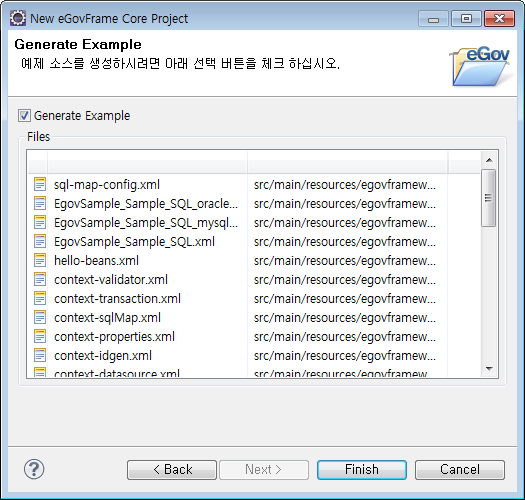 New eGovFrame Core Project
Generate Example
예제 소스를 생성하시려면 아래 선택 버튼을 체크 하십시오.
eGov
Generate Example
Files
sql-map-config.xml src/main/resources/egovframew...
EgovSample_Sample_SQL_oracle... src/main/resources/egovframew...
EgovSample_Sample_SQL_mysql... src/main/resources/egovframew...
EgovSample_Sample_SQL.xml src/main/resources/egovframew...
hello-beans.xml src/main/resources/egovframew...
context-validator.xml src/main/resources/egovframew...
context-transaction.xml src/main/resources/egovframew...
context-sqlMap.xml src/main/resources/egovframew...
context-properties.xml src/main/resources/egovframew...
context-idgen.xml src/main/resources/egovframew...
context-datasource.xml src/main/resources/egovframew...
? < Back Next > Finish Cancel